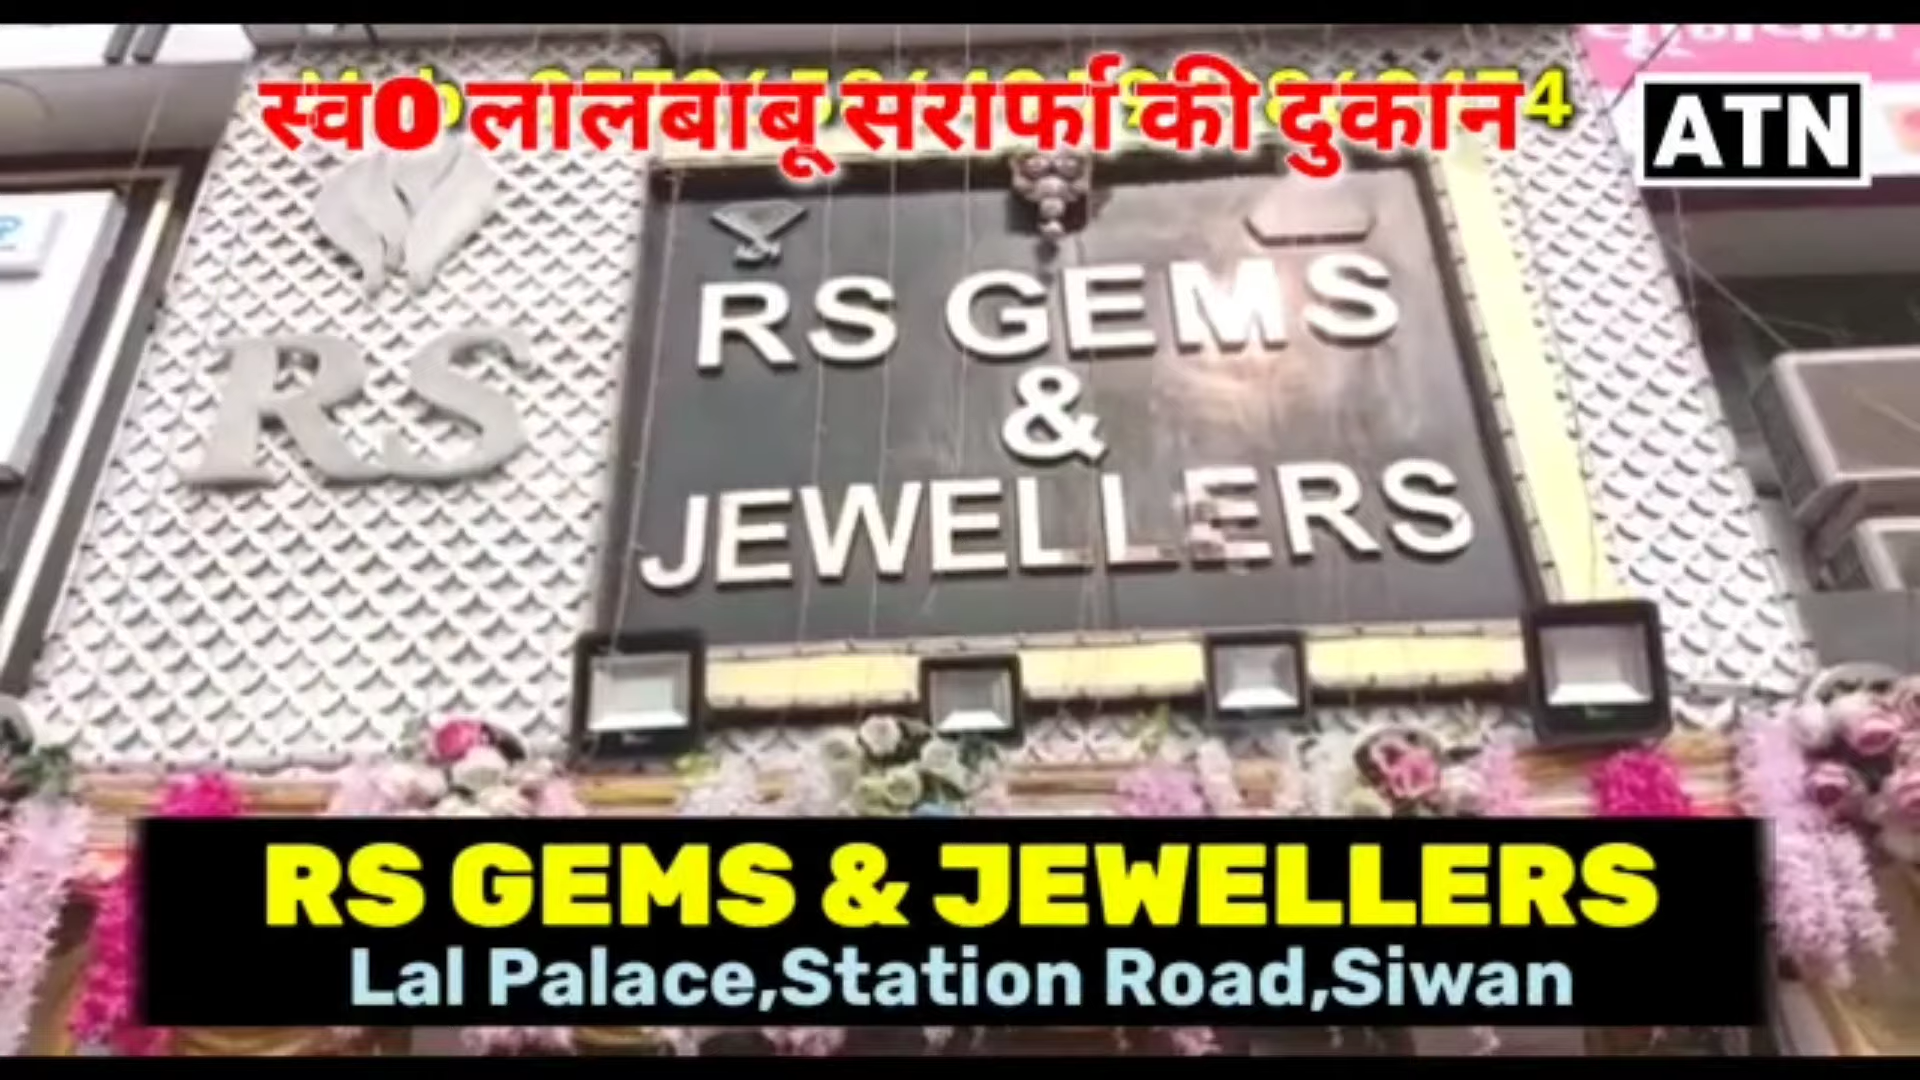 स्व0 लालबाबू सरार्फा की दुकान
ATN
RS
RS GEMS
&
JEWELLERS
RS GEMS & JEWELLERS
Lal Palace,Station Road,Siwan